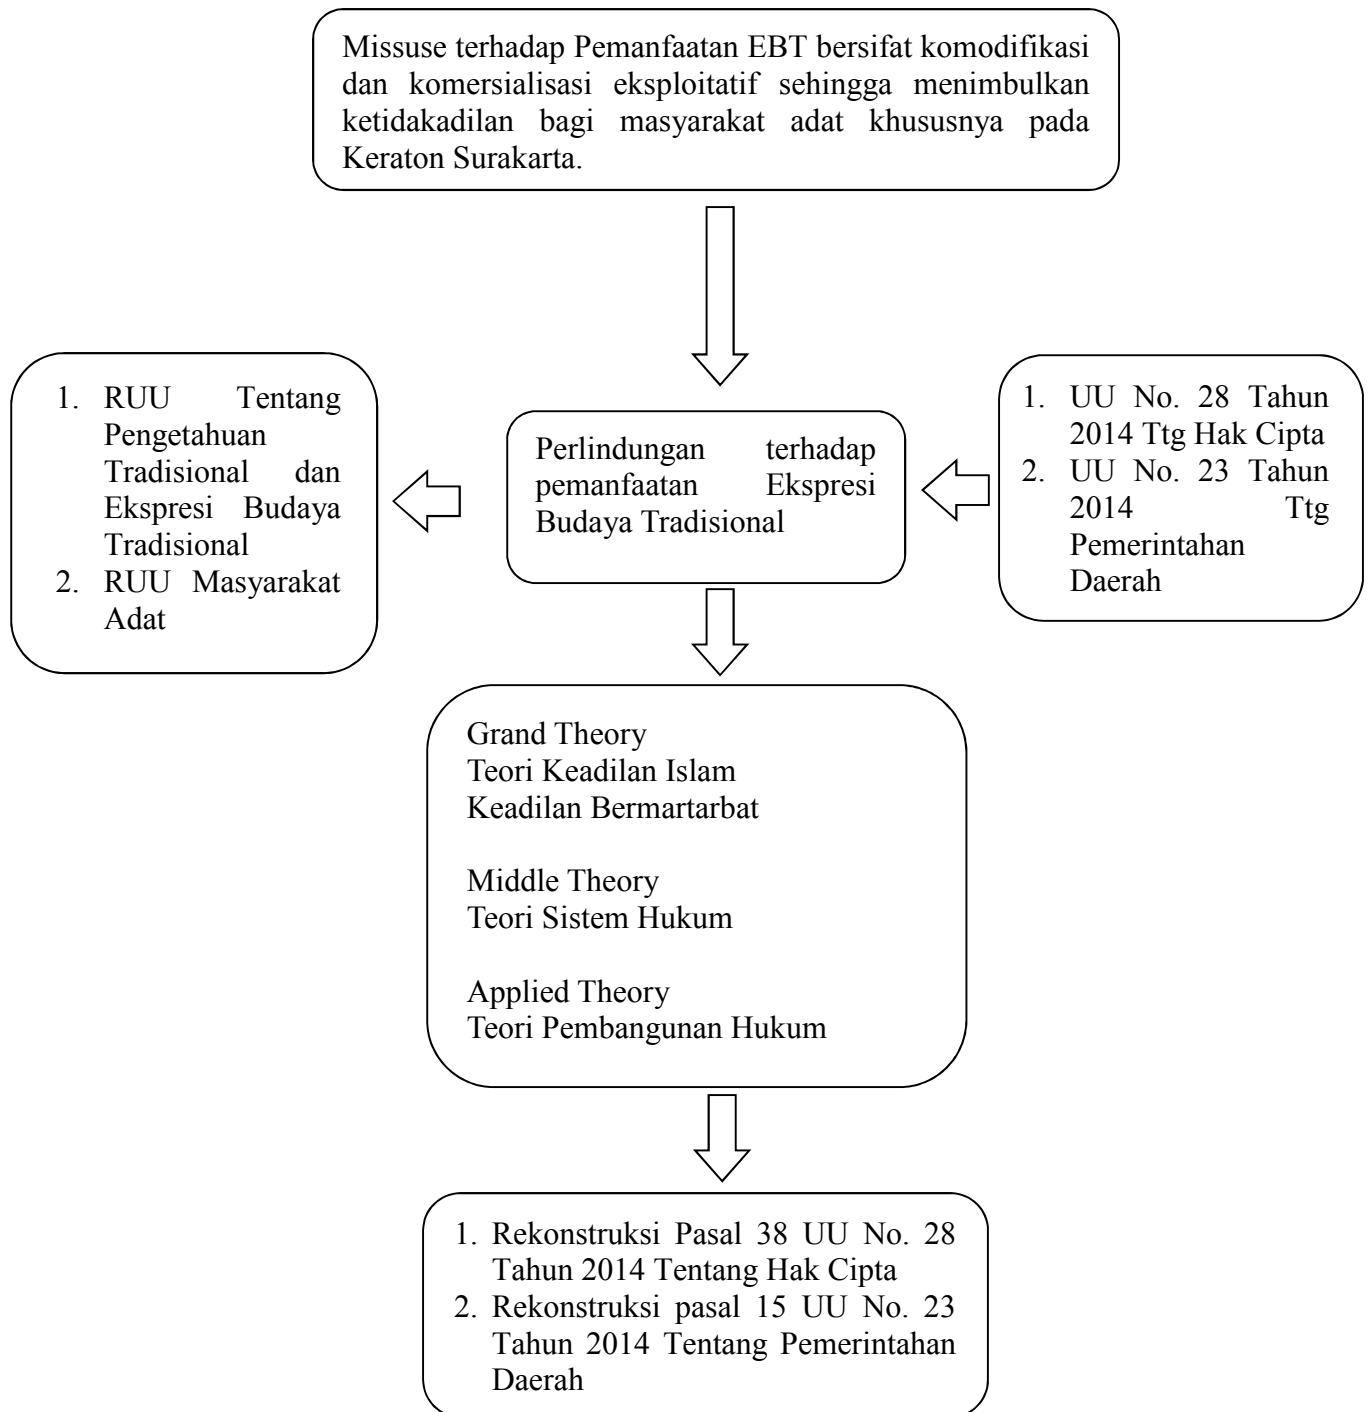 Missuse terhadap Pemanfaatan EBT bersifat komodifikasi
dan komersialisasi eksploitatif sehingga menimbulkan
ketidakadilan bagi masyarakat adat khususnya pada
Keraton Surakarta.
1. RUU Tentang
Pengetahuan
Tradisional dan
Ekspresi Budaya
Tradisional
2. RUU Masyarakat
Adat
Perlindungan terhadap
pemanfaatan Ekspresi
Budaya Tradisional
1. UU No. 28 Tahun
2014 Ttg Hak Cipta
2. UU No. 23 Tahun
2014 Ttg
Pemerintahan
Daerah
Grand Theory
Teori Keadilan Islam
Keadilan Bermartarbat
Middle Theory
Teori Sistem Hukum
Applied Theory
Teori Pembangunan Hukum
1. Rekonstruksi Pasal 38 UU No. 28
Tahun 2014 Tentang Hak Cipta
2. Rekonstruksi pasal 15 UU No. 23
Tahun 2014 Tentang Pemerintahan
Daerah